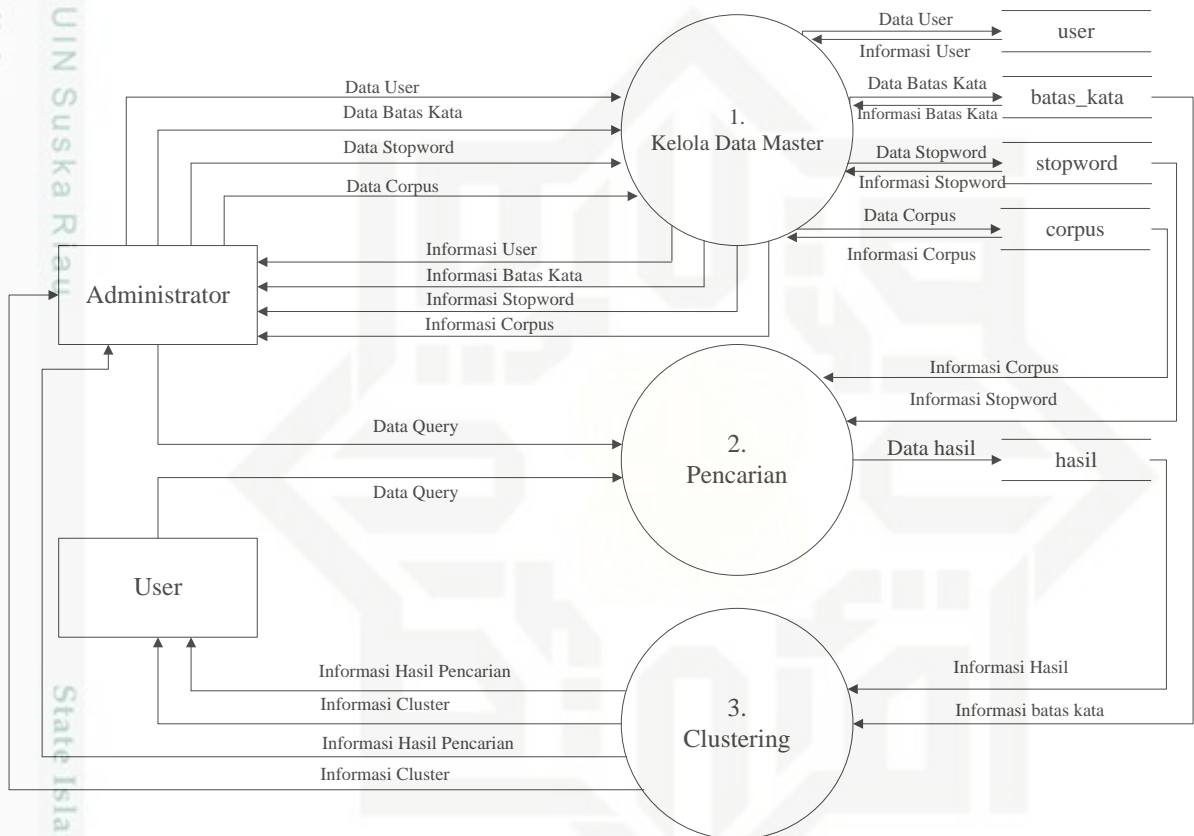 UIN Suska Riau
State Isla
Data User
Data Batas Kata
Data Stopword
Data Corpus
1.
Kelola Data Master
Data User
Informasi User
user
Data Batas Kata
Informasi Batas Kata
batas_kata
Data Stopword
Informasi Stopword
stopword
Data Corpus
Informasi Corpus
corpus
Administrator
Informasi User
Informasi Batas Kata
Informasi Stopword
Informasi Corpus
Informasi Corpus
Informasi Stopword
Data Query
Data Query
2.
Pencarian
Data hasil
hasil
User
Informasi Hasil Pencarian
Informasi Cluster
Informasi Hasil Pencarian
Informasi Cluster
3.
Clustering
Informasi Hasil
Informasi batas kata